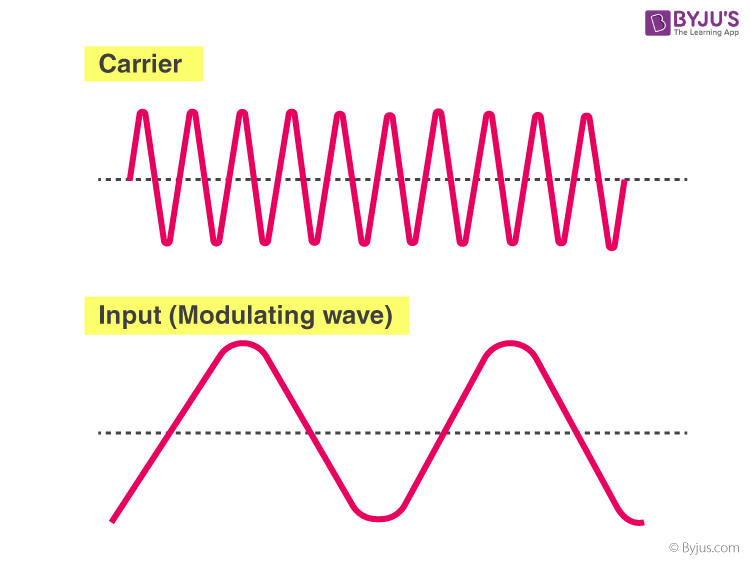 BYJU'S
The Learning App
Carrier
Input (Modulating wave)
© Byjus.com